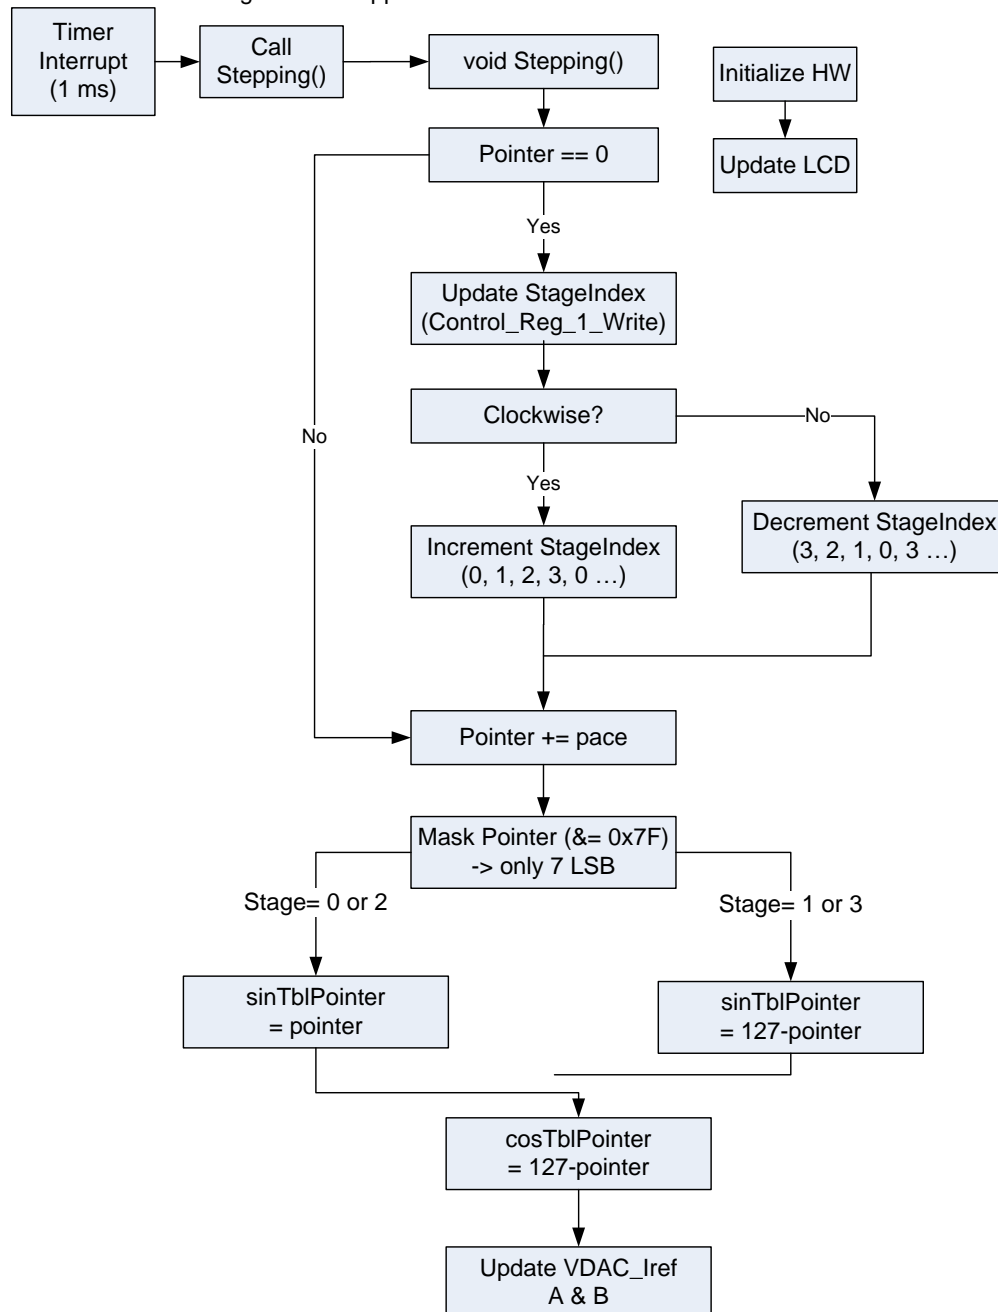 Timer
Interrupt
(1 ms)
Call
Stepping()
void Stepping()
Initialize HW
Pointer == 0
Update LCD
Yes
Update StageIndex
(Control_Reg_1_Write)
Clockwise?
No
No
Yes
Increment StageIndex
(0, 1, 2, 3, 0 …)
Decrement StageIndex
(3, 2, 1, 0, 3 …)
Pointer += pace
Mask Pointer (&= 0x7F)
-> only 7 LSB
Stage= 0 or 2
Stage= 1 or 3
sinTblPointer
= pointer
sinTblPointer
= 127-pointer
cosTblPointer
= 127-pointer
Update VDAC_Iref
A & B